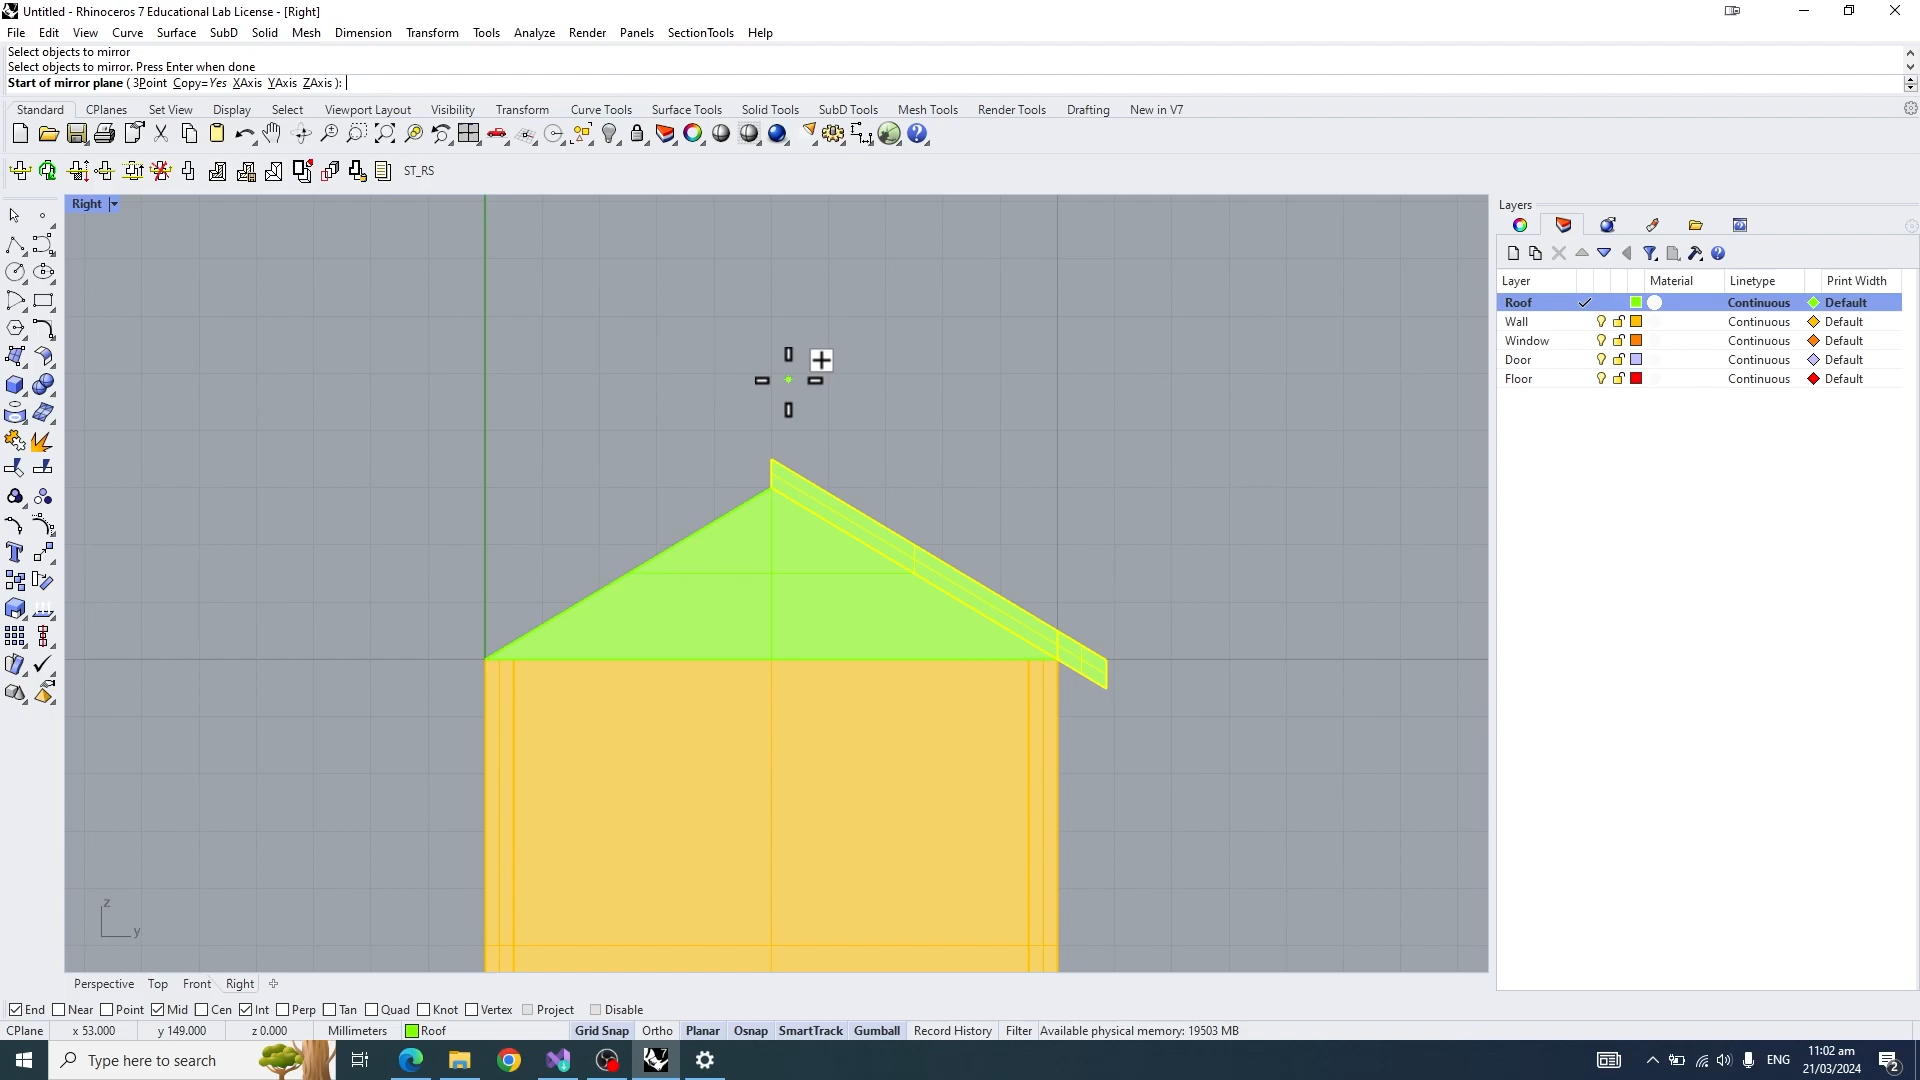 Untitled - Rhinoceros 7 Educational Lab License - [Right]
File Edit View Curve Surface SubD Solid Mesh Dimension Transform Tools Analyze Render Panels SectionTools Help
Select objects to mirror
Select objects to mirror. Press Enter when done
Start of mirror plane ( 3Point Copy=Yes XAxis YAxis ZAxis ):
Standard CPlanes Set View Display Select Viewport Layout Visibility Transform Curve Tools Surface Tools Solid Tools SubD Tools Mesh Tools Render Tools Drafting New in V7
ST_RS
Right
Layers
Layer Material Linetype Print Width
Roof Continuous Default
Wall Continuous Default
Window Continuous Default
Door Continuous Default
Floor Continuous Default
z
y
Perspective Top Front Right
End Near Point Mid Cen Int Perp Tan Quad Knot Vertex Project Disable
CPlane x 53.000 y 149.000 z 0.000 Millimeters Roof Grid Snap Ortho Planar Osnap SmartTrack Gumball Record History Filter Available physical memory: 19503 MB
Type here to search
ENG
11:02 am
21/03/2024
2